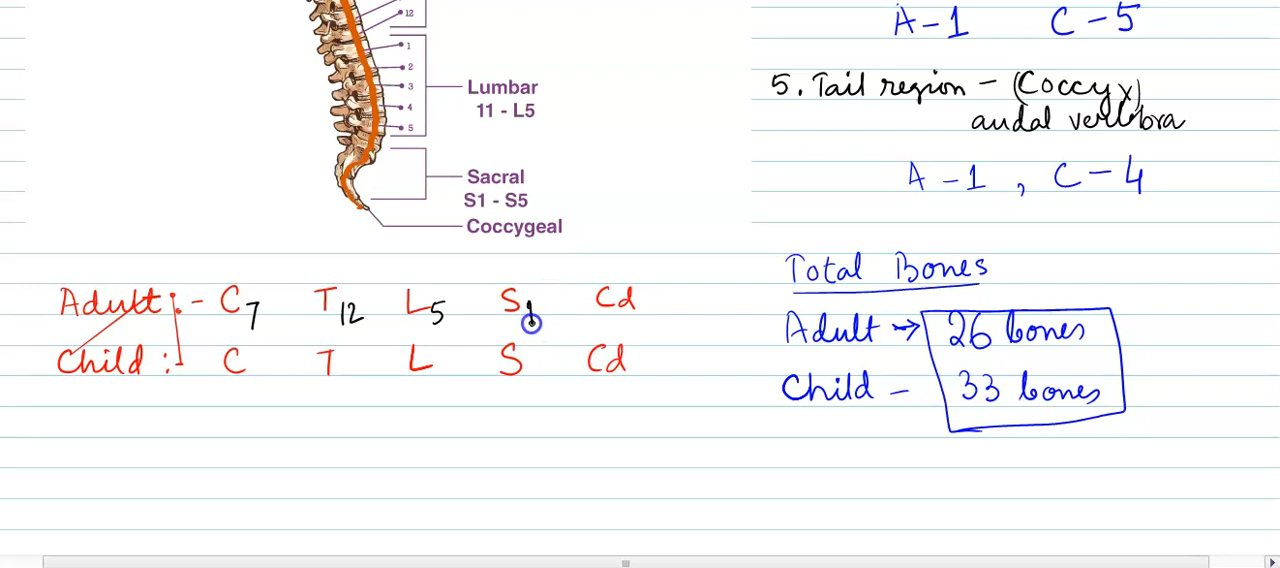 12
1
2
3
4
5
Lumbar
11 - L5
Sacral
S1 - S5
Coccygeal
A - 1 C - 5
5. Tail region - (Coccyx)
audal vertebra
A - 1 , C - 4
Total Bones
Adult → 26 bones
Child - 33 bones
Adult :- C7 T12 L5 S1 Cd
Child :- C T L S Cd